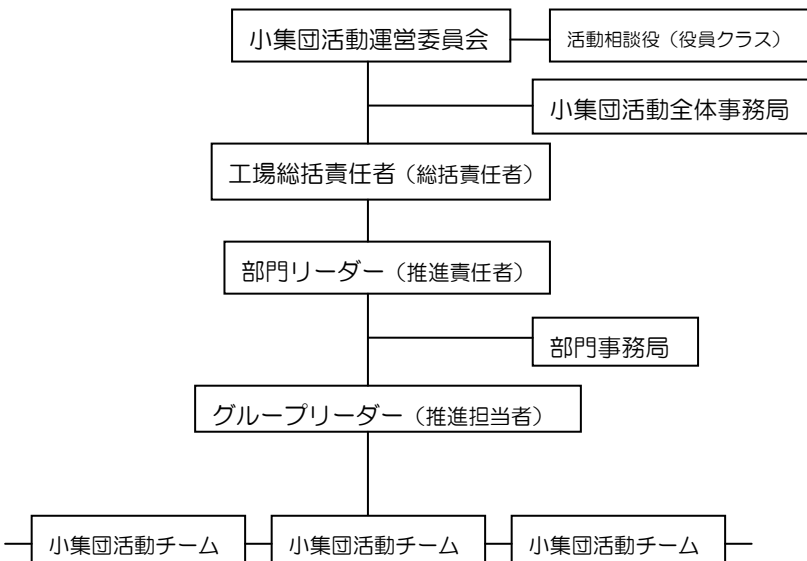 小集団活動運営委員会
活動相談役（役員クラス）
小集団活動全体事務局
工場総括責任者（総括責任者）
部門リーダー（推進責任者）
部門事務局
グループリーダー（推進担当者）
小集団活動チーム
小集団活動チーム
小集団活動チーム